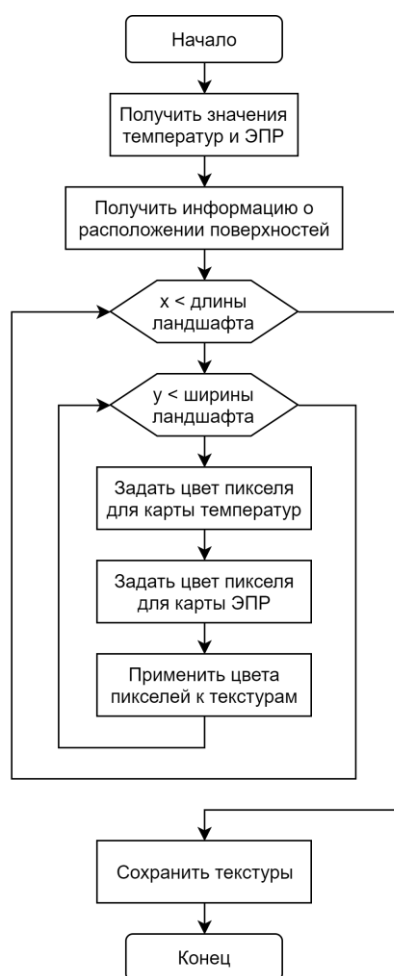 Начало
Получить значения
температур и ЭПР
Получить информацию о
расположении поверхностей
x < длины
ландшафта
y < ширины
ландшафта
Задать цвет пикселя
для карты температур
Задать цвет пикселя
для карты ЭПР
Применить цвета
пикселей к текстурам
Сохранить текстуры
Конец